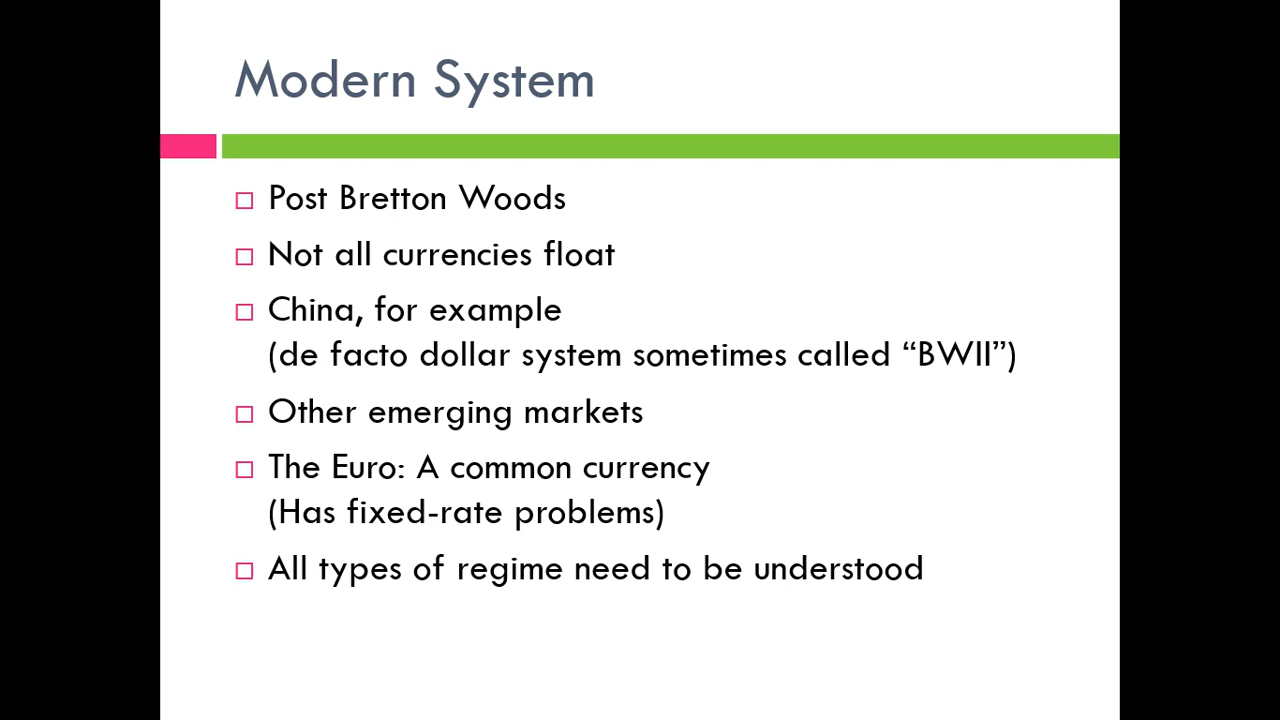 Modern System
Post Bretton Woods
Not all currencies float
China, for example
(de facto dollar system sometimes called “BWII”)
Other emerging markets
The Euro: A common currency
(Has fixed-rate problems)
All types of regime need to be understood